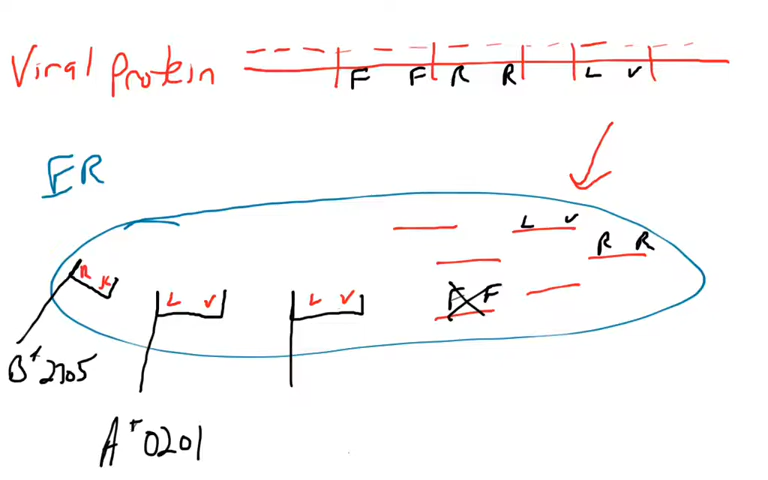 Viral Protein
F F R R L V
ER
L V
R R
R K
L V L V
F F
B*2705
A*0201